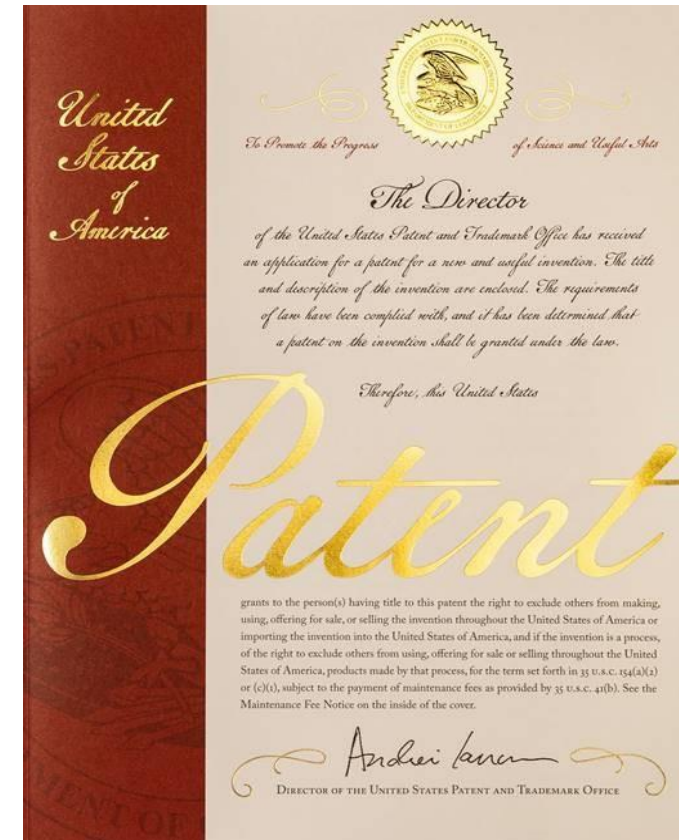 United
States
of
America
To Promote the Progress
of Science and Useful Arts
The Director
of the United States Patent and Trademark Office has received
an application for a patent for a new and useful invention. The title
and description of the invention are enclosed. The requirements
of law have been complied with, and it has been determined that
a patent on the invention shall be granted under the law.
Therefore, this United States
Patent
grants to the person(s) having title to this patent the right to exclude others from making,
using, offering for sale, or selling the invention throughout the United States of America or
importing the invention into the United States of America, and if the invention is a process,
of the right to exclude others from using, offering for sale or selling throughout the United
States of America, products made by that process, for the term set forth in 35 U.S.C. 154(a)(2)
or (c)(1), subject to the payment of maintenance fees as provided by 35 U.S.C. 41(b). See the
Maintenance Fee Notice on the inside of the cover.
Andrei Iancu
DIRECTOR OF THE UNITED STATES PATENT AND TRADEMARK OFFICE